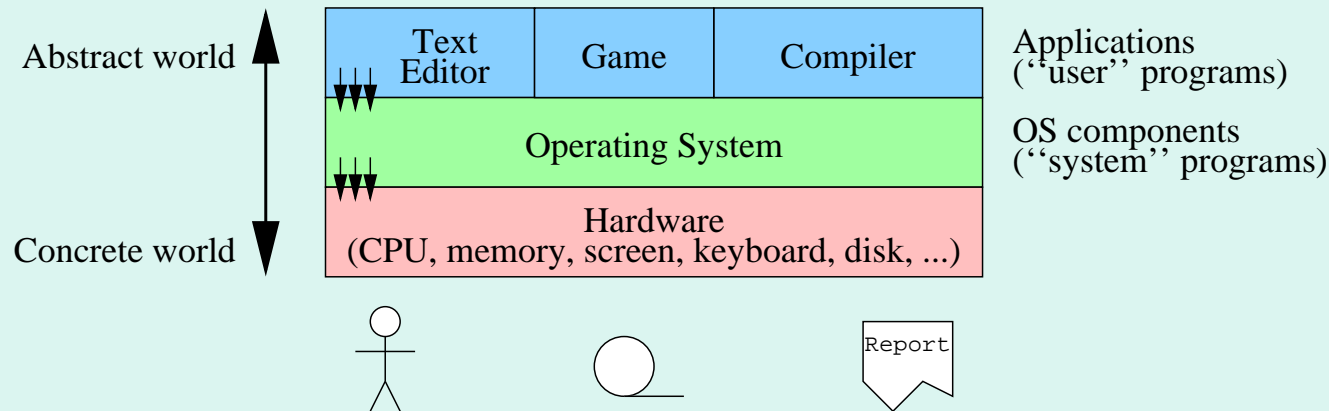 Abstract world
Text
Editor
Game
Compiler
Applications
(‘‘user’’ programs)
Operating System
OS components
(‘‘system’’ programs)
Concrete world
Hardware
(CPU, memory, screen, keyboard, disk, ...)
Report